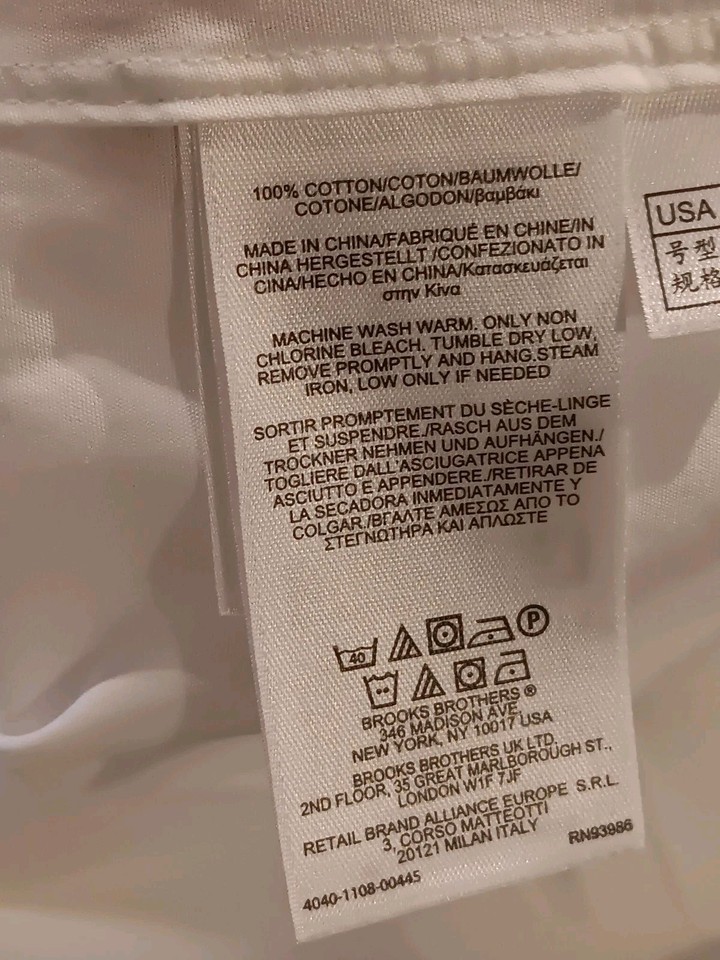 100% COTTON/COTON/BAUMWOLLE/
COTONE/ALGODON/βαμβάκι
MADE IN CHINA/FABRIQUÉ EN CHINE/IN
CHINA HERGESTELLT /CONFEZIONATO IN
CINA/HECHO EN CHINA/Κατασκευάζεται
στην Κίνα
MACHINE WASH WARM. ONLY NON
CHLORINE BLEACH. TUMBLE DRY LOW,
REMOVE PROMPTLY AND HANG.STEAM
IRON, LOW ONLY IF NEEDED
SORTIR PROMPTEMENT DU SÈCHE-LINGE
ET SUSPENDRE./RASCH AUS DEM
TROCKNER NEHMEN UND AUFHÄNGEN./
TOGLIERE DALL'ASCIUGATRICE APPENA
ASCIUTTO E APPENDERE./RETIRAR DE
LA SECADORA INMEDIATAMENTE Y
COLGAR./ΒΓΑΛΤΕ ΑΜΕΣΩΣ ΑΠΟ ΤΟ
ΣΤΕΓΝΩΤΗΡΑ ΚΑΙ ΑΠΛΩΣΤΕ
40 P
BROOKS BROTHERS ®
346 MADISON AVE,
NEW YORK, NY 10017 USA
BROOKS BROTHERS UK LTD,
2ND FLOOR, 35 GREAT MARLBOROUGH ST.,
LONDON W1F 7JF
RETAIL BRAND ALLIANCE EUROPE S.R.L
3, CORSO MATTEOTTI
20121 MILAN ITALY
RN93986
4040-1108-00445
USA
号型
规格